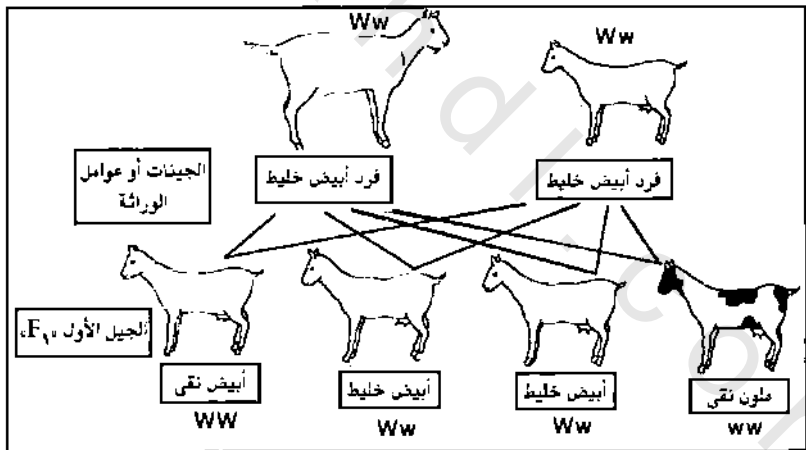 Ww
Ww
فرد أبيض خليط
فرد أبيض خليط
الجينات أو عوامل
الوراثة
الجيل الأول «F١»
أبيض نقى
أبيض خليط
أبيض خليط
ملون نقى
WW
Ww
Ww
ww